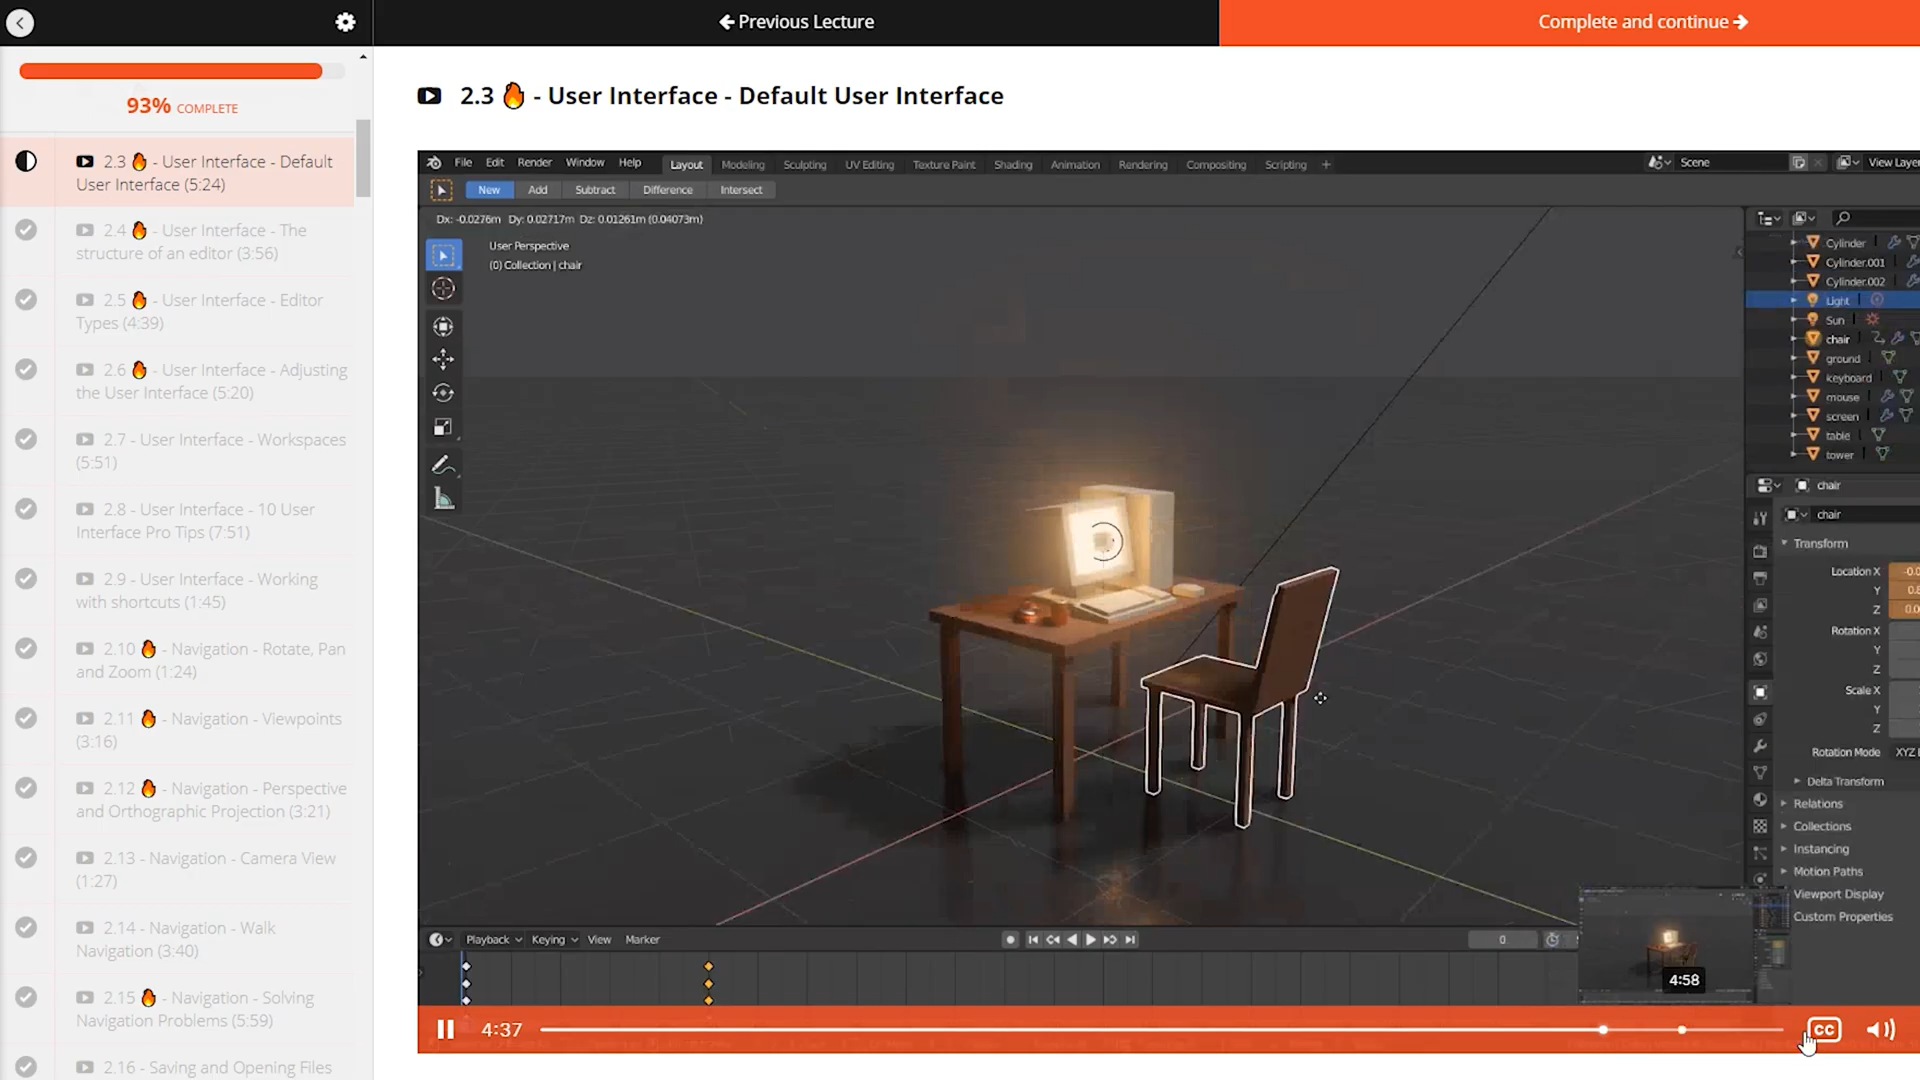 Previous Lecture
Complete and continue
93% COMPLETE
2.3 🔥 - User Interface - Default
User Interface (5:24)
2.4 🔥 - User Interface - The
structure of an editor (3:56)
2.5 🔥 - User Interface - Editor
Types (4:39)
2.6 🔥 - User Interface - Adjusting
the User Interface (5:20)
2.7 - User Interface - Workspaces
(5:51)
2.8 - User Interface - 10 User
Interface Pro Tips (7:51)
2.9 - User Interface - Working
with shortcuts (1:45)
2.10 🔥 - Navigation - Rotate, Pan
and Zoom (1:24)
2.11 🔥 - Navigation - Viewpoints
(3:16)
2.12 🔥 - Navigation - Perspective
and Orthographic Projection (3:21)
2.13 - Navigation - Camera View
(1:27)
2.14 - Navigation - Walk
Navigation (3:40)
2.15 🔥 - Navigation - Solving
Navigation Problems (5:59)
2.16 - Saving and Opening Files
2.3 🔥 - User Interface - Default User Interface
File Edit Render Window Help Layout Modeling Sculpting UV Editing Texture Paint Shading Animation Rendering Compositing Scripting + Scene View Layer
New Add Subtract Difference Intersect
Dx: -0.0276m Dy: 0.02717m Dz: 0.01261m (0.04073m)
User Perspective
(0) Collection | chair
Cylinder
Cylinder.001
Cylinder.002
Light
Sun
chair
ground
keyboard
mouse
screen
table
tower
chair
chair
Transform
Location X -0.0
Y 0.8
Z 0.0
Rotation X
Y
Z
Scale X
Y
Z
Rotation Mode XYZ
Delta Transform
Relations
Collections
Instancing
Motion Paths
Viewport Display
Custom Properties
Playback Keying View Marker 0
4:58
4:37 CC